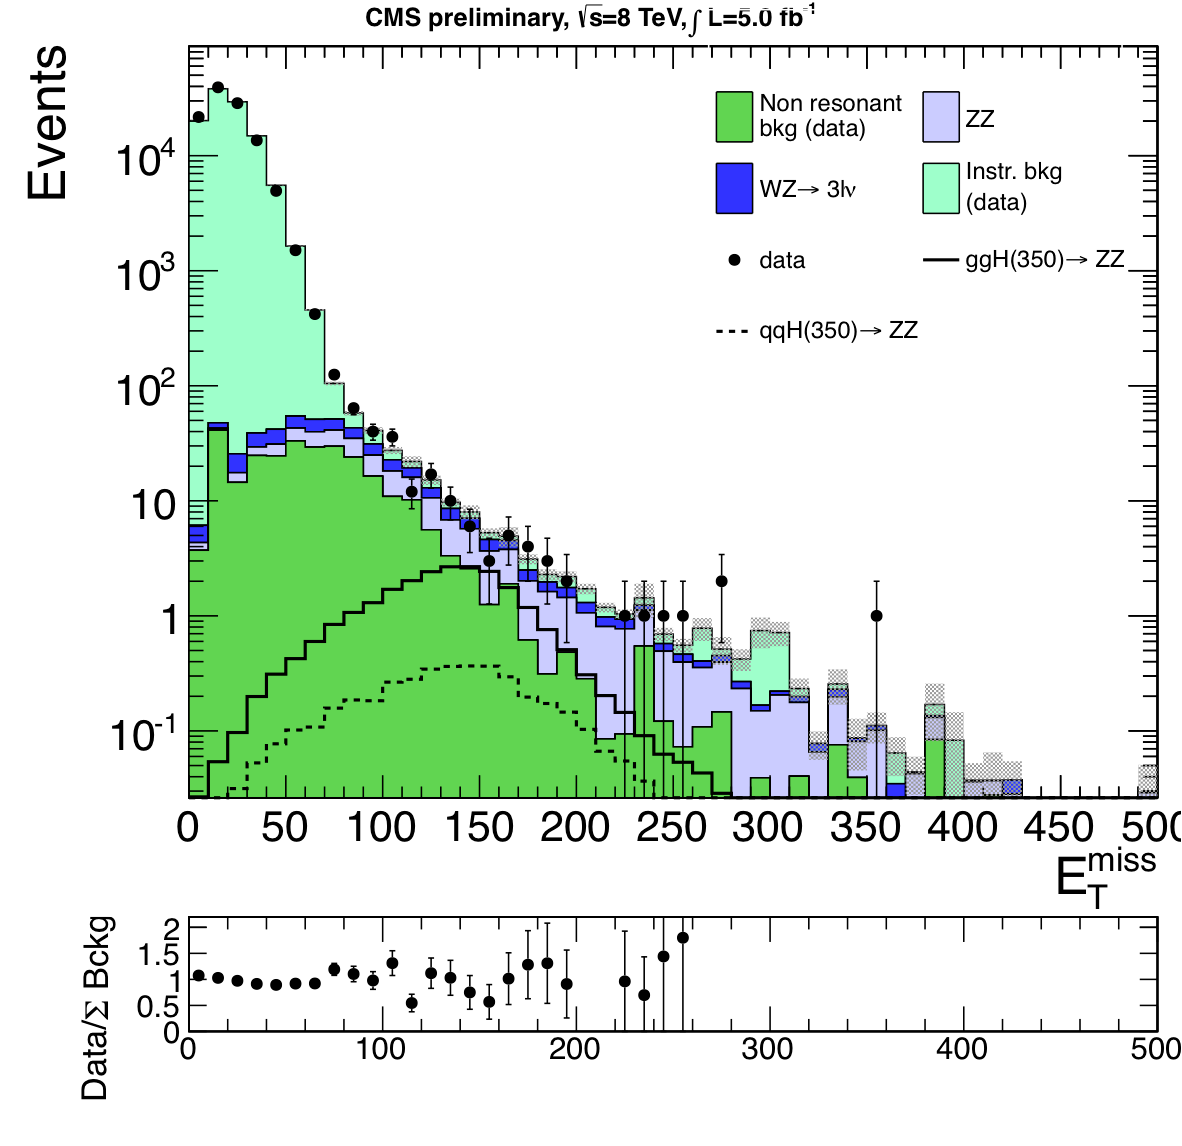 CMS preliminary, √s=8 TeV,∫ L=5.0 fb⁻¹
Events
Non resonant
bkg (data)
ZZ
WZ→ 3lν
Instr. bkg
(data)
data
ggH(350)→ ZZ
qqH(350)→ ZZ
10⁴
10³
10²
10
1
10⁻¹
0 50 100 150 200 250 300 350 400 450 500
E_T^miss
Data/Σ Bckg
2
1.5
1
0.5
0
0 100 200 300 400 500